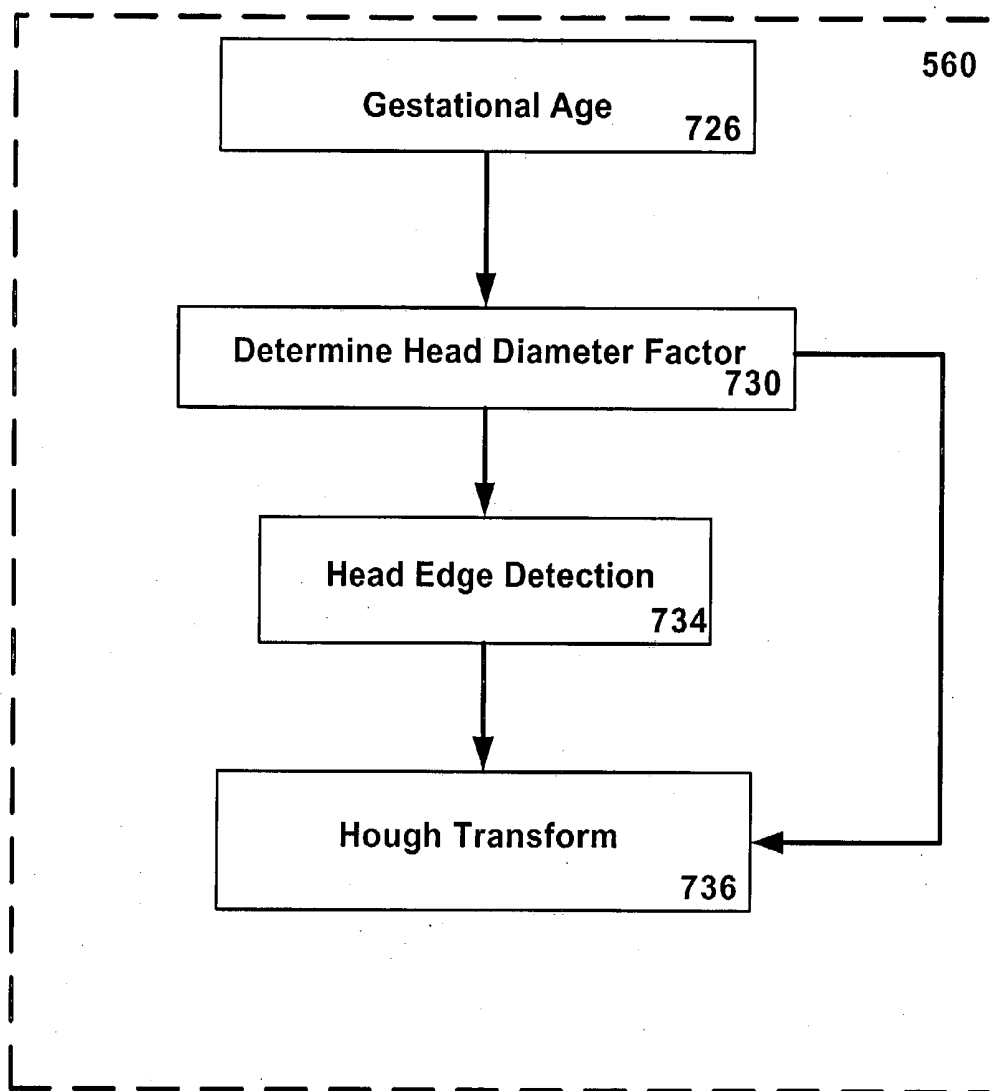 560
Gestational Age
726
Determine Head Diameter Factor
730
Head Edge Detection
734
Hough Transform
736